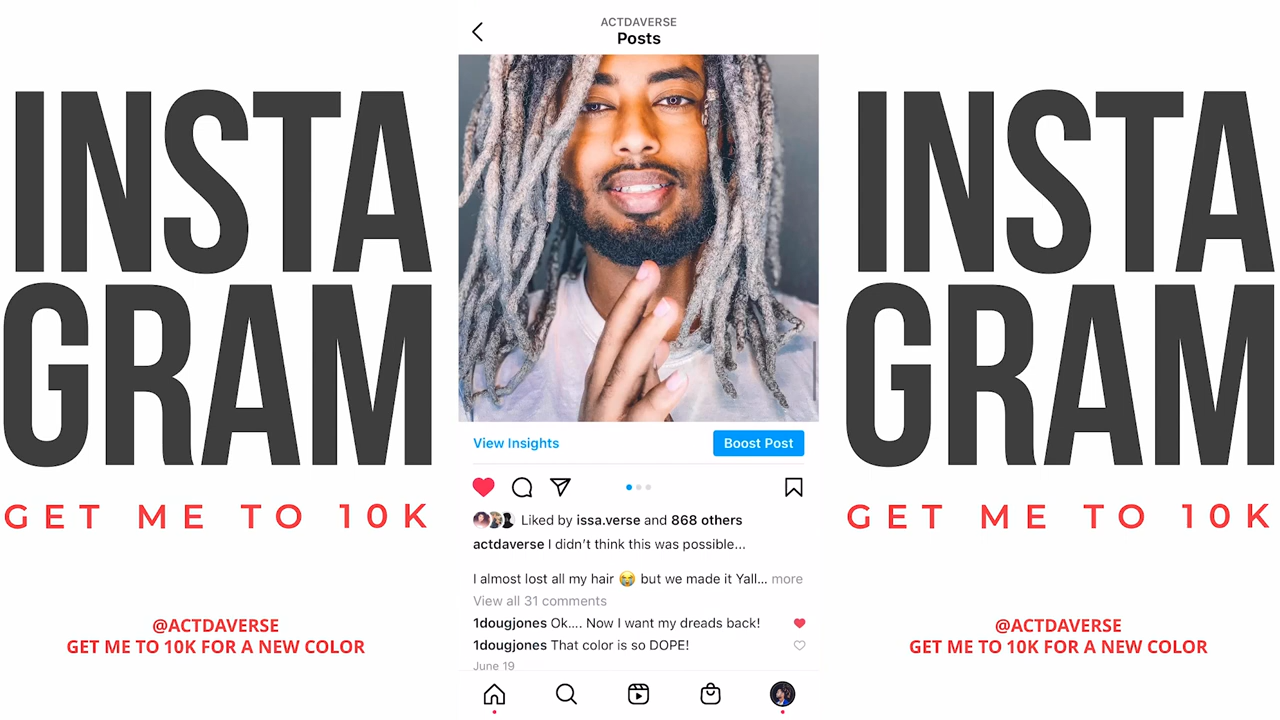 INSTA
GRAM
GET ME TO 10K
@ACTDAVERSE
GET ME TO 10K FOR A NEW COLOR
ACTDAVERSE
Posts
View Insights
Boost Post
Liked by issa.verse and 868 others
actdaverse I didn’t think this was possible...
I almost lost all my hair 😭 but we made it Yall... more
View all 31 comments
1dougjones Ok.... Now I want my dreads back!
1dougjones That color is so DOPE!
June 19
INSTA
GRAM
GET ME TO 10K
@ACTDAVERSE
GET ME TO 10K FOR A NEW COLOR